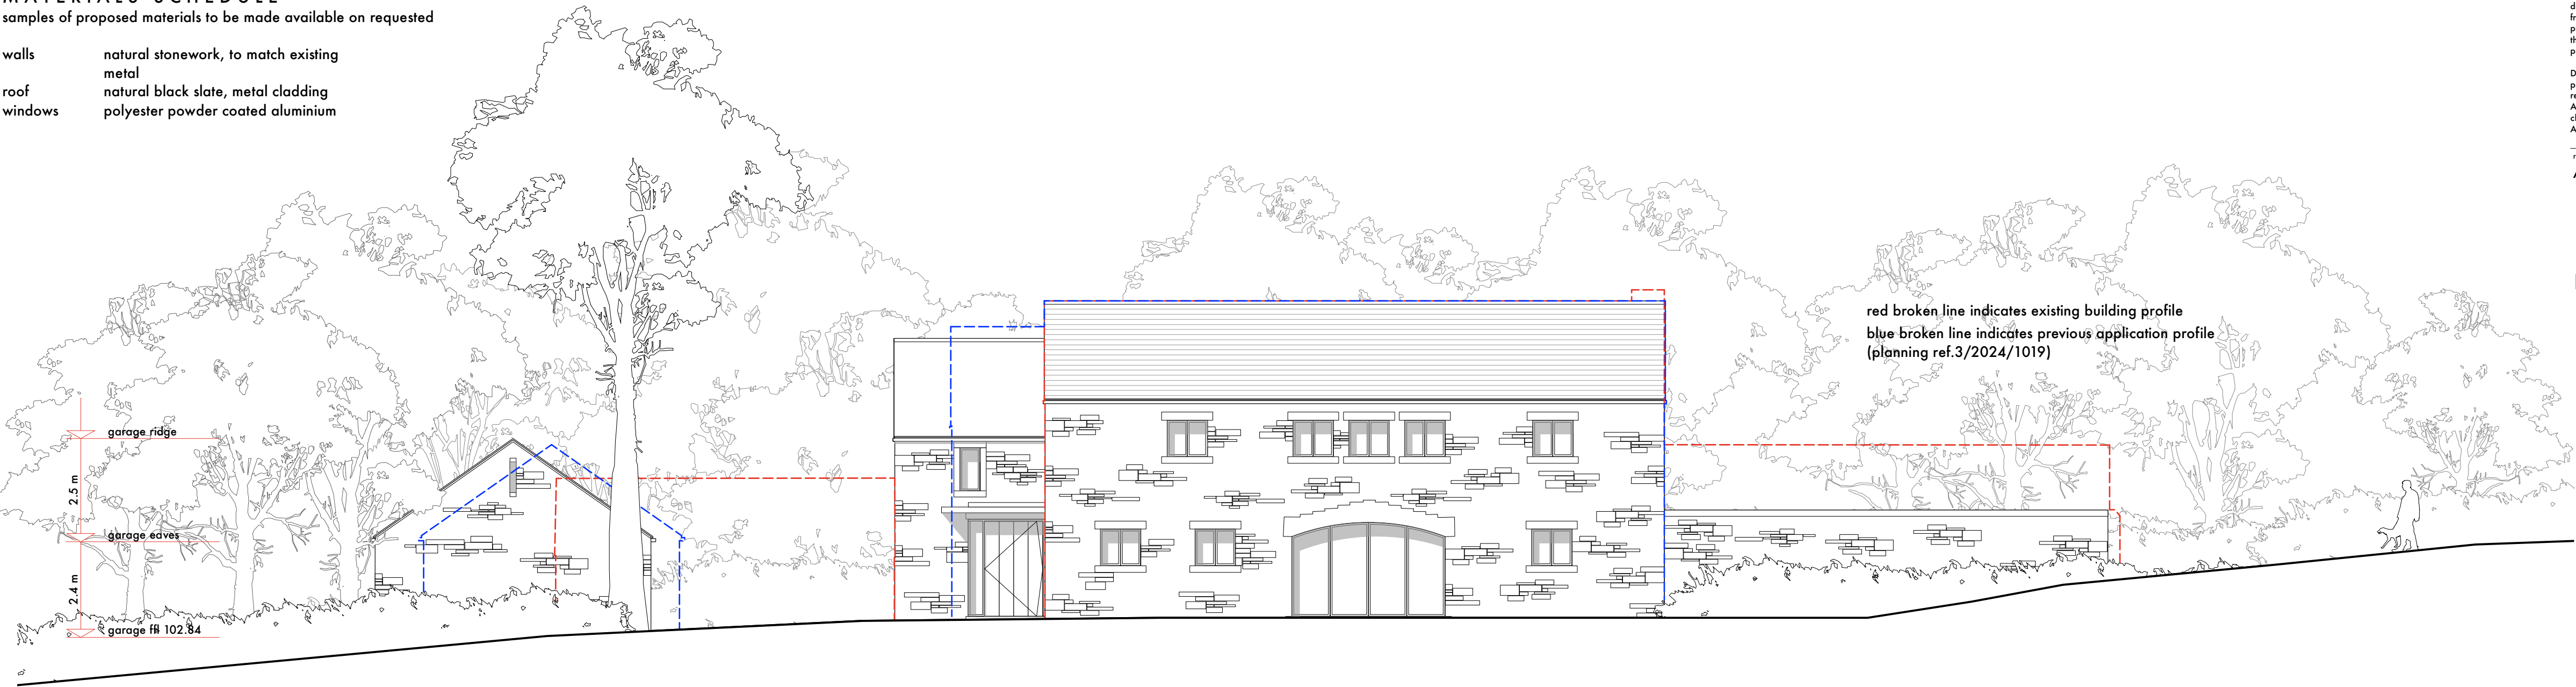 MATERIALS SCHEDULE
samples of proposed materials to be made available on requested
walls natural stonework, to match existing
metal
roof natural black slate, metal cladding
windows polyester powder coated aluminium
red broken line indicates existing building profile
blue broken line indicates previous application profile
(planning ref.3/2024/1019)
garage ridge
2.5 m
garage eaves
2.4 m
garage ffl 102.84